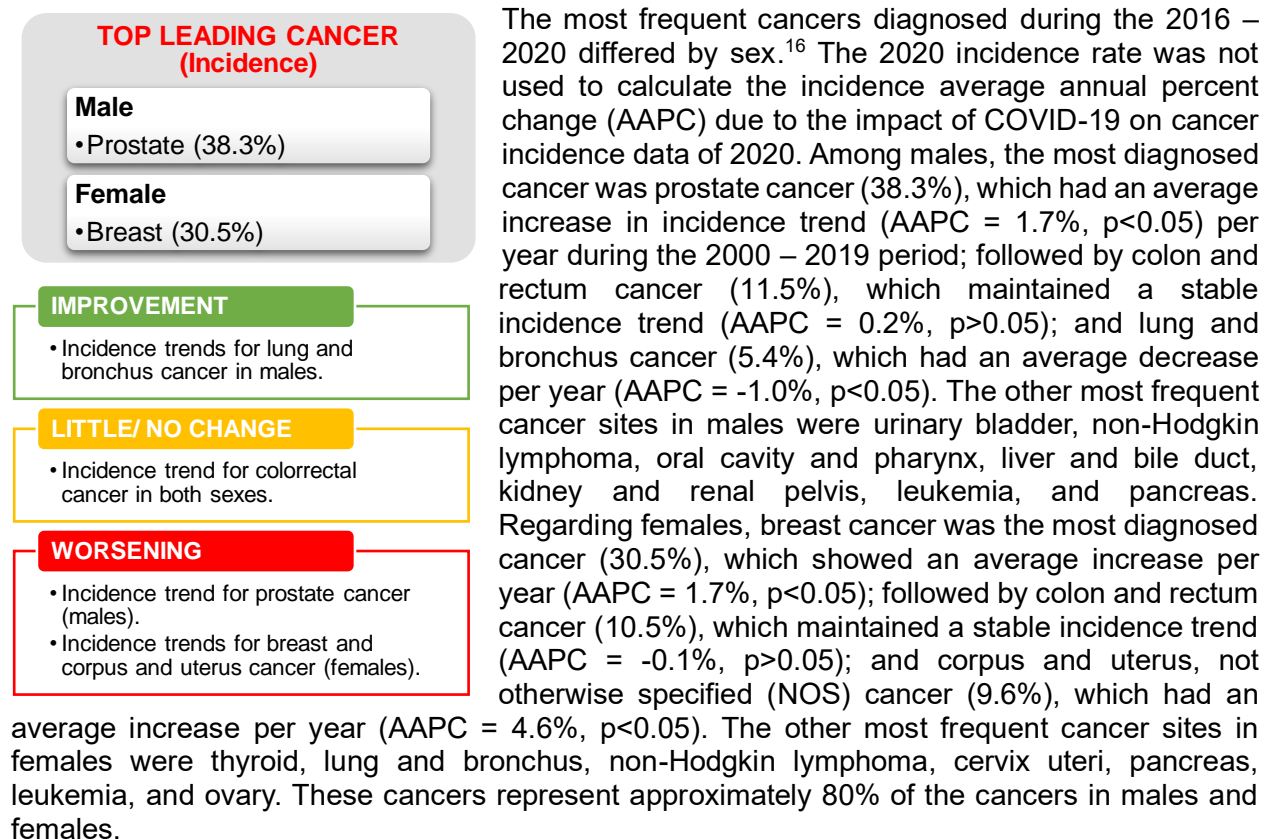 TOP LEADING CANCER
(Incidence)
Male
•Prostate (38.3%)
Female
•Breast (30.5%)
IMPROVEMENT
• Incidence trends for lung and
bronchus cancer in males.
LITTLE/ NO CHANGE
• Incidence trend for colorrectal
cancer in both sexes.
WORSENING
• Incidence trend for prostate cancer
(males).
• Incidence trends for breast and
corpus and uterus cancer (females).
The most frequent cancers diagnosed during the 2016 –
2020 differed by sex.16 The 2020 incidence rate was not
used to calculate the incidence average annual percent
change (AAPC) due to the impact of COVID-19 on cancer
incidence data of 2020. Among males, the most diagnosed
cancer was prostate cancer (38.3%), which had an average
increase in incidence trend (AAPC = 1.7%, p<0.05) per
year during the 2000 – 2019 period; followed by colon and
rectum cancer (11.5%), which maintained a stable
incidence trend (AAPC = 0.2%, p>0.05); and lung and
bronchus cancer (5.4%), which had an average decrease
per year (AAPC = -1.0%, p<0.05). The other most frequent
cancer sites in males were urinary bladder, non-Hodgkin
lymphoma, oral cavity and pharynx, liver and bile duct,
kidney and renal pelvis, leukemia, and pancreas.
Regarding females, breast cancer was the most diagnosed
cancer (30.5%), which showed an average increase per
year (AAPC = 1.7%, p<0.05); followed by colon and rectum
cancer (10.5%), which maintained a stable incidence trend
(AAPC = -0.1%, p>0.05); and corpus and uterus, not
otherwise specified (NOS) cancer (9.6%), which had an
average increase per year (AAPC = 4.6%, p<0.05). The other most frequent cancer sites in
females were thyroid, lung and bronchus, non-Hodgkin lymphoma, cervix uteri, pancreas,
leukemia, and ovary. These cancers represent approximately 80% of the cancers in males and
females.